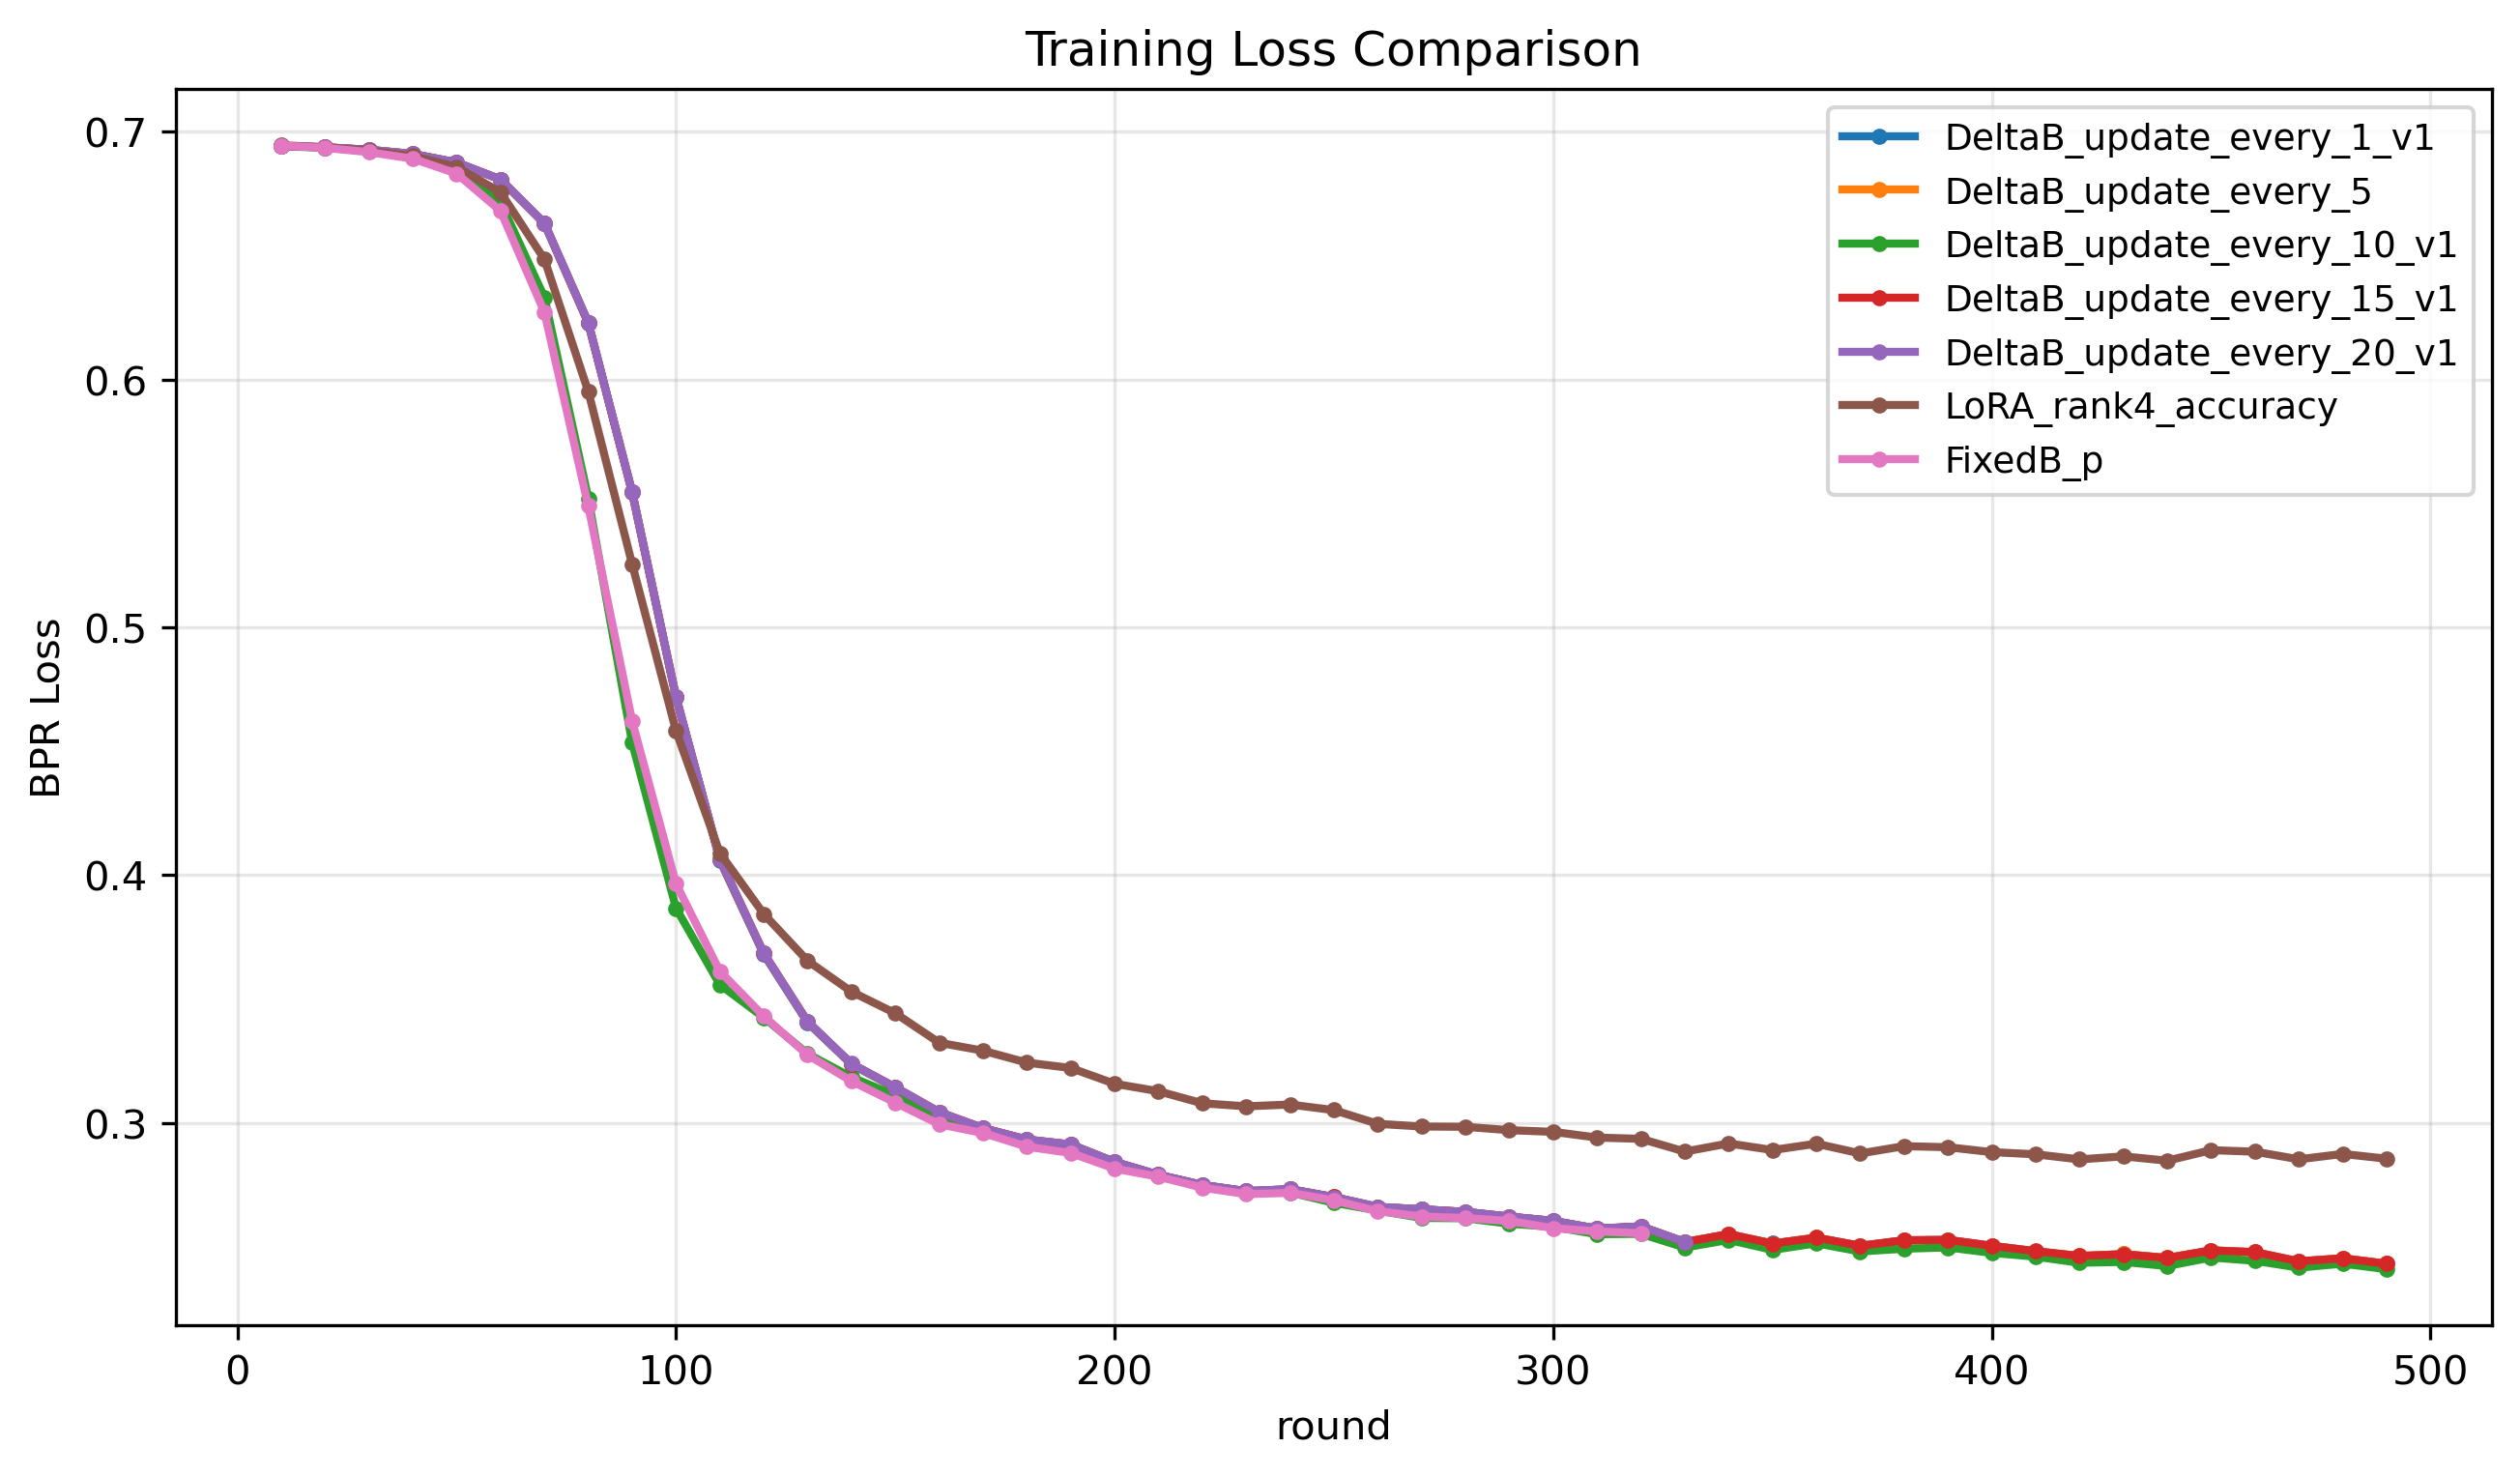 Training Loss Comparison
DeltaB_update_every_1_v1
DeltaB_update_every_5
DeltaB_update_every_10_v1
DeltaB_update_every_15_v1
DeltaB_update_every_20_v1
LoRA_rank4_accuracy
FixedB_p
BPR Loss
0.7
0.6
0.5
0.4
0.3
0 100 200 300 400 500
round